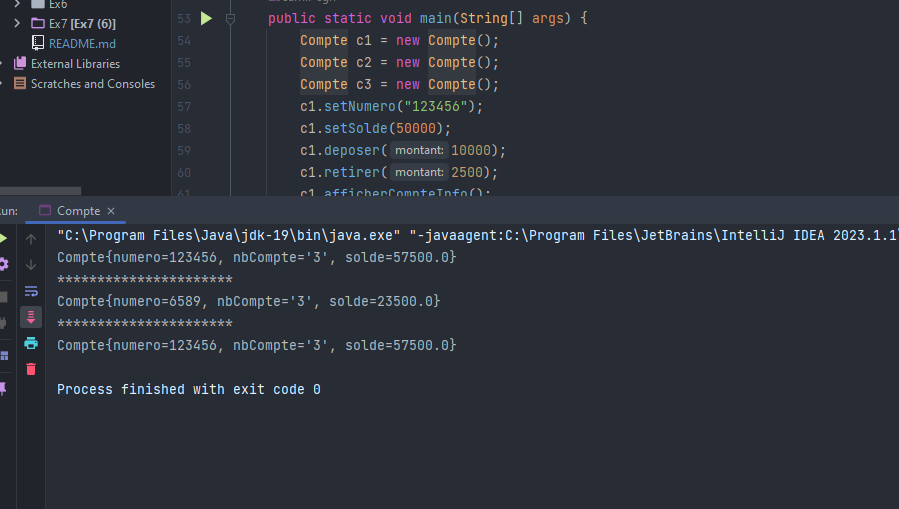 Ex6
Ex7 [Ex7 (6)]
README.md
External Libraries
Scratches and Consoles
53 public static void main(String[] args) {
54 Compte c1 = new Compte();
55 Compte c2 = new Compte();
56 Compte c3 = new Compte();
57 c1.setNumero("123456");
58 c1.setSolde(50000);
59 c1.deposer( montant: 10000);
60 c1.retirer( montant: 2500);
61 c1.afficherCompteInfo();
un: Compte ×
"C:\Program Files\Java\jdk-19\bin\java.exe" "-javaagent:C:\Program Files\JetBrains\IntelliJ IDEA 2023.1.1\
Compte{numero=123456, nbCompte='3', solde=57500.0}
**********************
Compte{numero=6589, nbCompte='3', solde=23500.0}
**********************
Compte{numero=123456, nbCompte='3', solde=57500.0}
Process finished with exit code 0